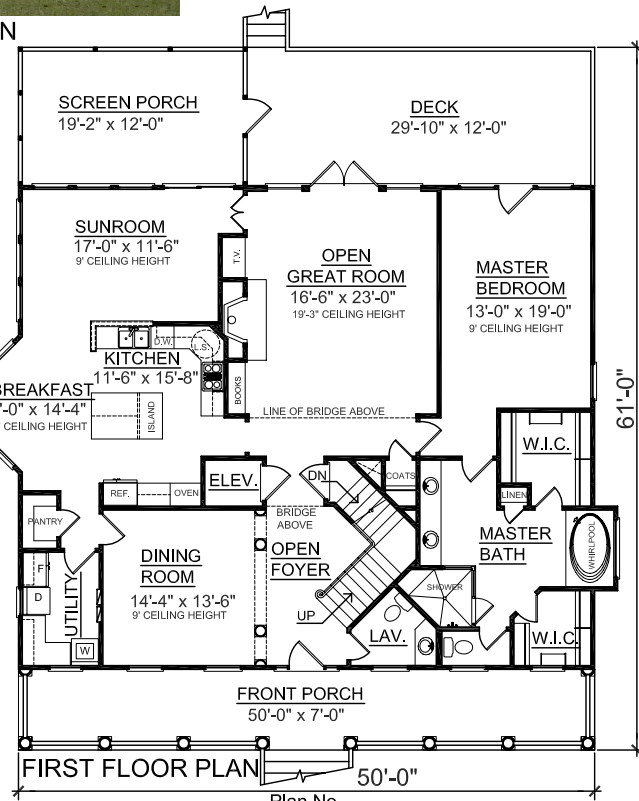 N
SCREEN PORCH
19'-2" x 12'-0"
DECK
29'-10" x 12'-0"
SUNROOM
17'-0" x 11'-6"
9' CEILING HEIGHT
T.V.
OPEN
GREAT ROOM
16'-6" x 23'-0"
19'-3" CEILING HEIGHT
MASTER
BEDROOM
13'-0" x 19'-0"
9' CEILING HEIGHT
D.W.
L.S.
KITCHEN
11'-6" x 15'-8"
BREAKFAST
'-0" x 14'-4"
CEILING HEIGHT
ISLAND
BOOKS
LINE OF BRIDGE ABOVE
61'-0"
W.I.C.
REF.
OVEN
ELEV.
DN
COATS
LINEN
PANTRY
BRIDGE
ABOVE
OPEN
FOYER
MASTER
BATH
WHIRLPOOL
DINING
ROOM
14'-4" x 13'-6"
9' CEILING HEIGHT
F
D
UTILITY
W
UP
SHOWER
LAV.
W.I.C.
FRONT PORCH
50'-0" x 7'-0"
FIRST FLOOR PLAN
50'-0"
Plan No